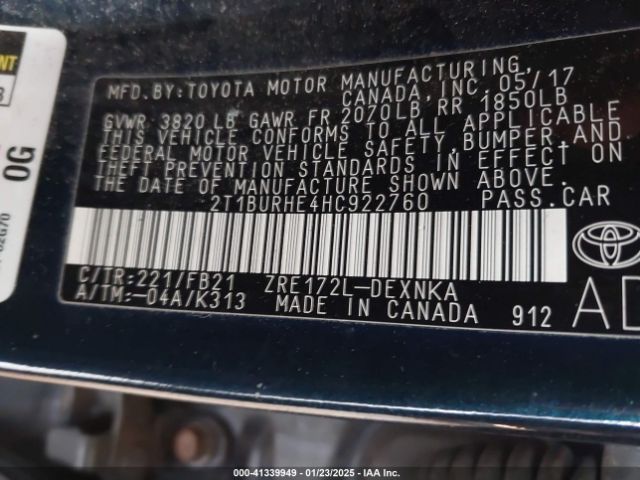 MFD.BY:TOYOTA MOTOR MANUFACTURING,
CANADA,INC. 05/17
GVWR 3820 LB GAWR FR 2070LB,RR 1850LB
THIS VEHICLE CONFORMS TO ALL APPLICABLE
FEDERAL MOTOR VEHICLE SAFETY,BUMPER,AND
THEFT PREVENTION STANDARDS IN EFFECT ON
THE DATE OF MANUFACTURE SHOWN ABOVE.
2T1BURHE4HC922760 PASS.CAR
C/TR:221/FB21 ZRE172L-DEXNKA
A/TM:-04A/K313 MADE IN CANADA 912 A
TOYOTA
0G
000-41339949 - 01/23/2025 - IAA Inc.